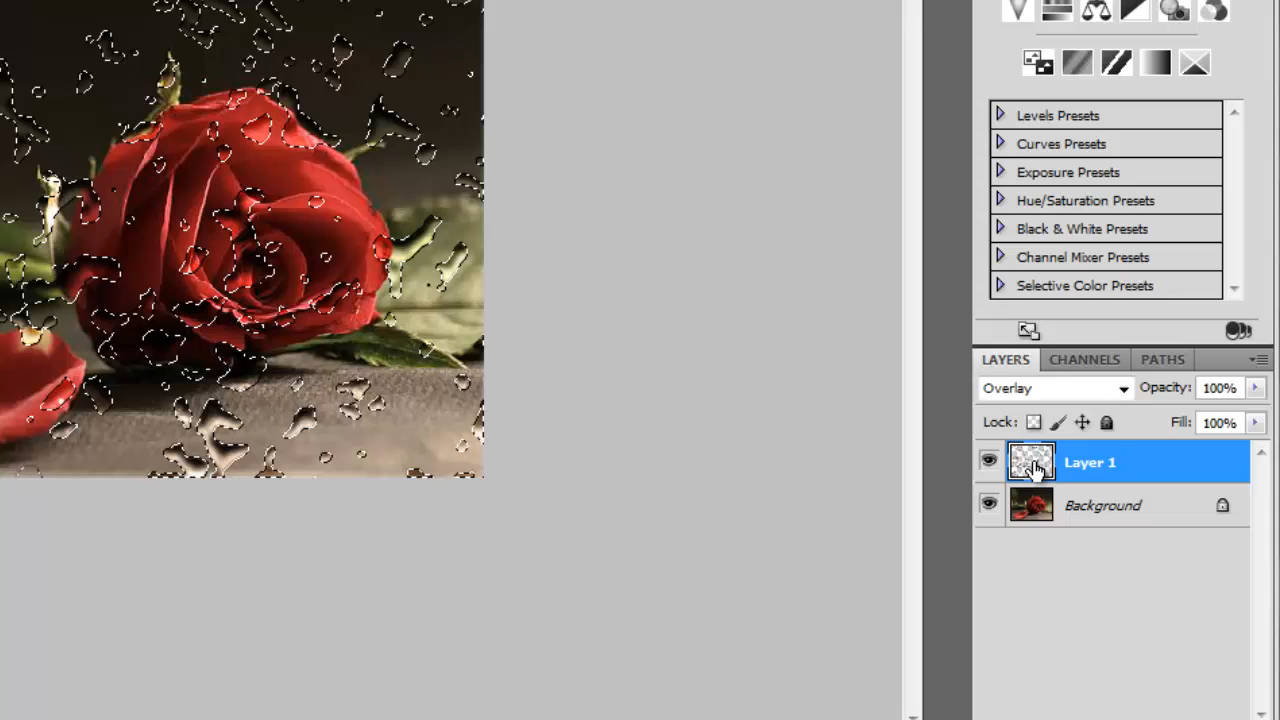 Levels Presets
Curves Presets
Exposure Presets
Hue/Saturation Presets
Black & White Presets
Channel Mixer Presets
Selective Color Presets
LAYERS CHANNELS PATHS
Overlay Opacity: 100%
Lock: Fill: 100%
Layer 1
Background